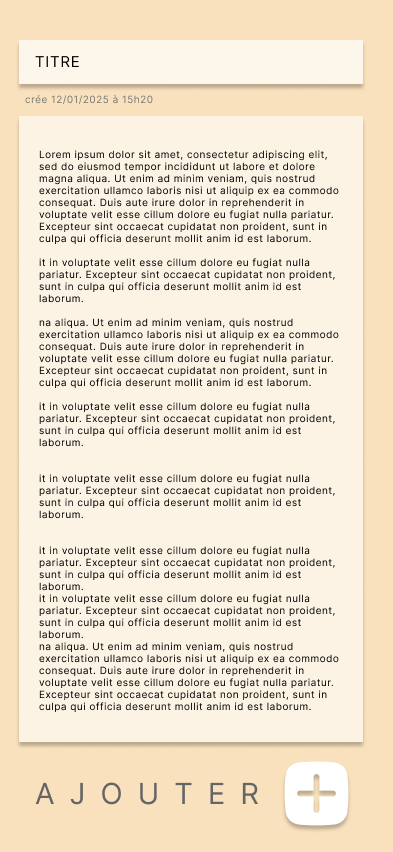 TITRE
crée 12/01/2025 à 15h20
Lorem ipsum dolor sit amet, consectetur adipiscing elit,
sed do eiusmod tempor incididunt ut labore et dolore
magna aliqua. Ut enim ad minim veniam, quis nostrud
exercitation ullamco laboris nisi ut aliquip ex ea commodo
consequat. Duis aute irure dolor in reprehenderit in
voluptate velit esse cillum dolore eu fugiat nulla pariatur.
Excepteur sint occaecat cupidatat non proident, sunt in
culpa qui officia deserunt mollit anim id est laborum.
it in voluptate velit esse cillum dolore eu fugiat nulla
pariatur. Excepteur sint occaecat cupidatat non proident,
sunt in culpa qui officia deserunt mollit anim id est
laborum.
na aliqua. Ut enim ad minim veniam, quis nostrud
exercitation ullamco laboris nisi ut aliquip ex ea commodo
consequat. Duis aute irure dolor in reprehenderit in
voluptate velit esse cillum dolore eu fugiat nulla pariatur.
Excepteur sint occaecat cupidatat non proident, sunt in
culpa qui officia deserunt mollit anim id est laborum.
it in voluptate velit esse cillum dolore eu fugiat nulla
pariatur. Excepteur sint occaecat cupidatat non proident,
sunt in culpa qui officia deserunt mollit anim id est
laborum.
it in voluptate velit esse cillum dolore eu fugiat nulla
pariatur. Excepteur sint occaecat cupidatat non proident,
sunt in culpa qui officia deserunt mollit anim id est
laborum.
it in voluptate velit esse cillum dolore eu fugiat nulla
pariatur. Excepteur sint occaecat cupidatat non proident,
sunt in culpa qui officia deserunt mollit anim id est
laborum.
it in voluptate velit esse cillum dolore eu fugiat nulla
pariatur. Excepteur sint occaecat cupidatat non proident,
sunt in culpa qui officia deserunt mollit anim id est
laborum.
na aliqua. Ut enim ad minim veniam, quis nostrud
exercitation ullamco laboris nisi ut aliquip ex ea commodo
consequat. Duis aute irure dolor in reprehenderit in
voluptate velit esse cillum dolore eu fugiat nulla pariatur.
Excepteur sint occaecat cupidatat non proident, sunt in
culpa qui officia deserunt mollit anim id est laborum.
AJOUTER